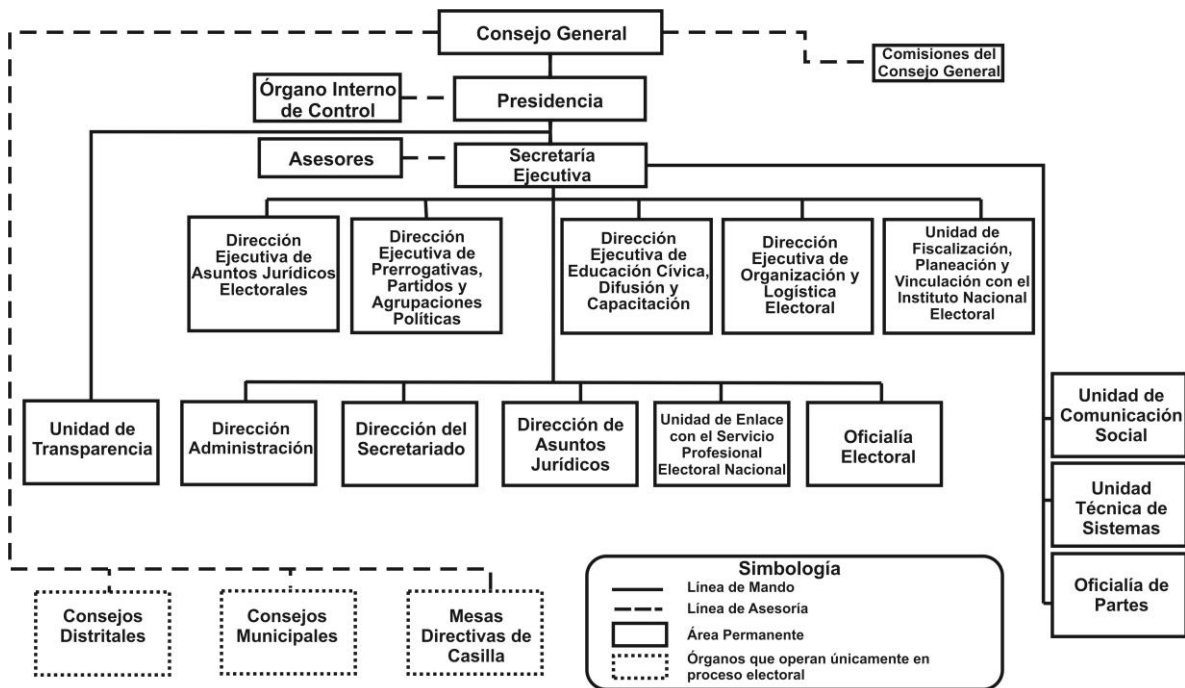 Consejo General
Comisiones del
Consejo General
Órgano Interno
de Control
Presidencia
Asesores
Secretaría
Ejecutiva
Dirección
Ejecutiva de
Asuntos Jurídicos
Electorales
Dirección
Ejecutiva de
Prerrogativas,
Partidos y
Agrupaciones
Políticas
Dirección
Ejecutiva de
Educación Cívica,
Difusión y
Capacitación
Dirección
Ejecutiva de
Organización y
Logística
Electoral
Unidad de
Fiscalización,
Planeación y
Vinculación con el
Instituto Nacional
Electoral
Unidad de
Transparencia
Dirección
Administración
Dirección del
Secretariado
Dirección de
Asuntos
Jurídicos
Unidad de Enlace
con el Servicio
Profesional
Electoral Nacional
Oficialía
Electoral
Unidad de
Comunicación
Social
Unidad
Técnica de
Sistemas
Oficialía de
Partes
Consejos
Distritales
Consejos
Municipales
Mesas
Directivas de
Casilla
Simbología
Línea de Mando
Línea de Asesoría
Área Permanente
Órganos que operan únicamente en
proceso electoral